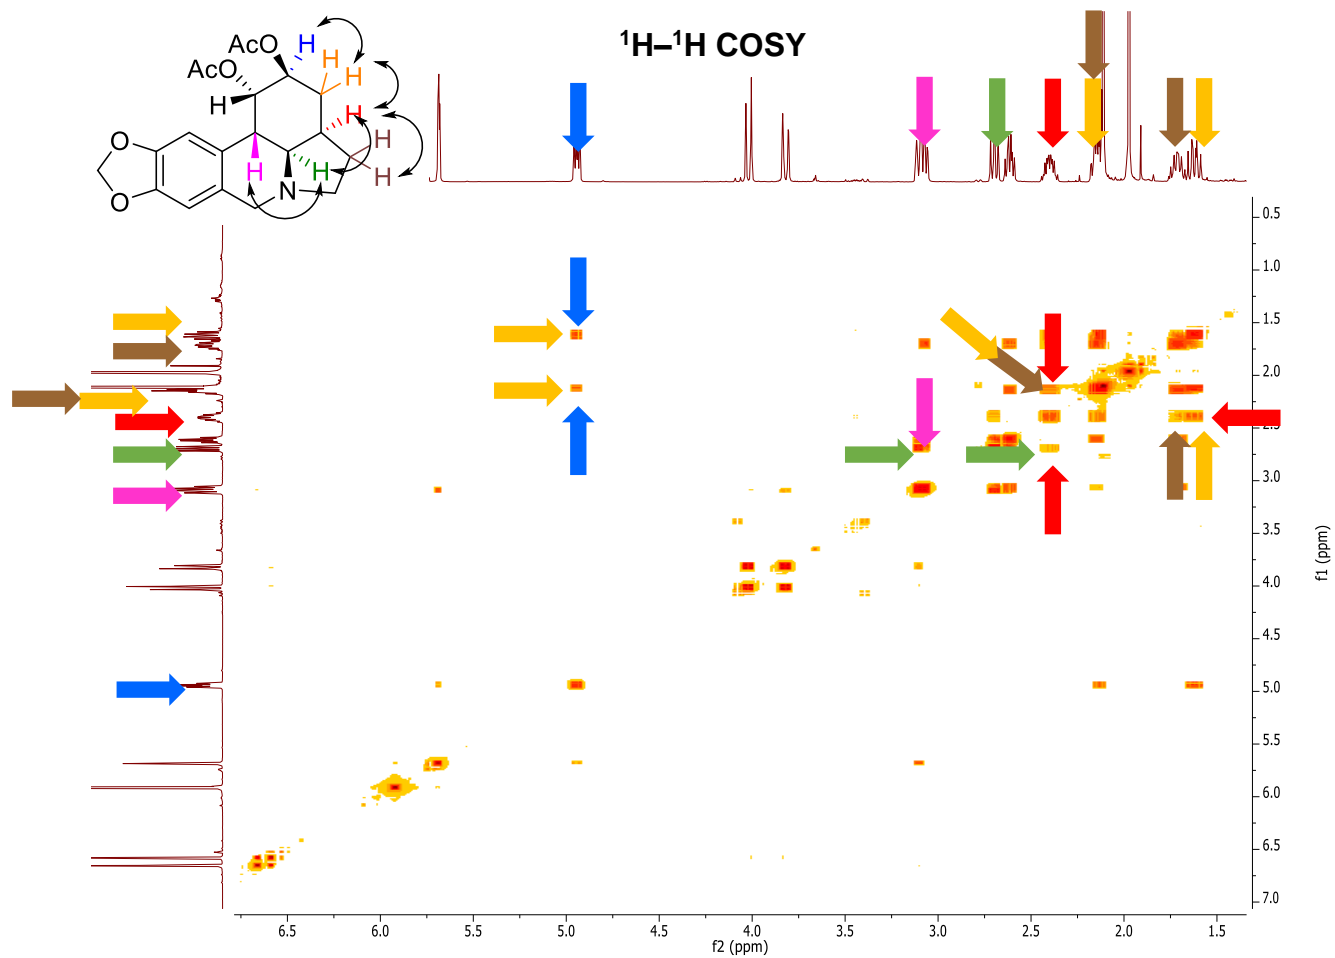 ¹H–¹H COSY
AcO H
H
AcO H
H H
H
O H H H
O N
6.5 6.0 5.5 5.0 4.5 4.0 3.5 3.0 2.5 2.0 1.5
f2 (ppm)
0.5
1.0
1.5
2.0
2.5
3.0
3.5
4.0
4.5
5.0
5.5
6.0
6.5
7.0
f1 (ppm)